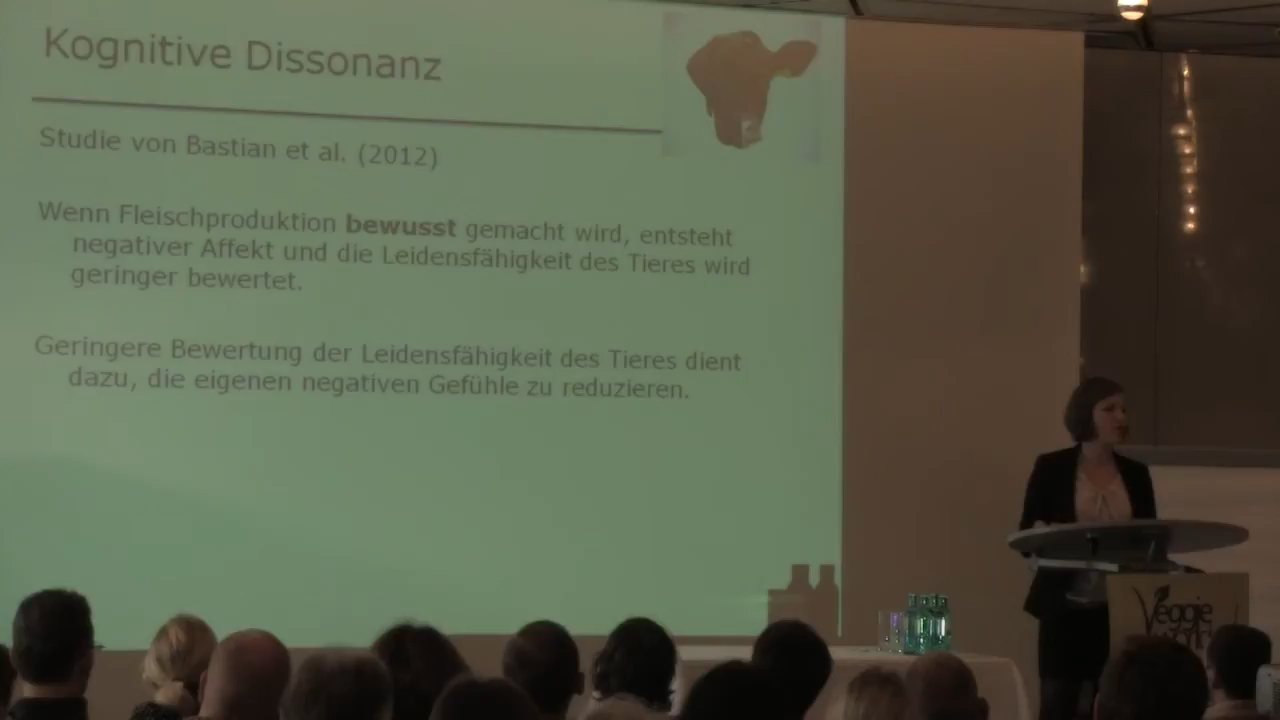 Kognitive Dissonanz
Studie von Bastian et al. (2012)
Wenn Fleischproduktion bewusst gemacht wird, entsteht
negativer Affekt und die Leidensfähigkeit des Tieres wird
geringer bewertet.
Geringere Bewertung der Leidensfähigkeit des Tieres dient
dazu, die eigenen negativen Gefühle zu reduzieren.
Veggie